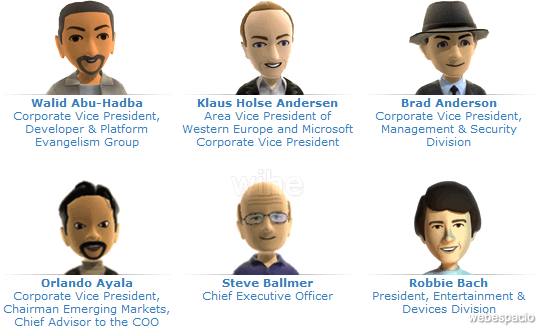 Walid Abu-Hadba
Corporate Vice President,
Developer & Platform
Evangelism Group
Klaus Holse Andersen
Area Vice President of
Western Europe and Microsoft
Corporate Vice President
Brad Anderson
Corporate Vice President,
Management & Security
Division
wibe
Orlando Ayala
Corporate Vice President,
Chairman Emerging Markets,
Chief Advisor to the COO
Steve Ballmer
Chief Executive Officer
Robbie Bach
President, Entertainment &
Devices Division
webespacio